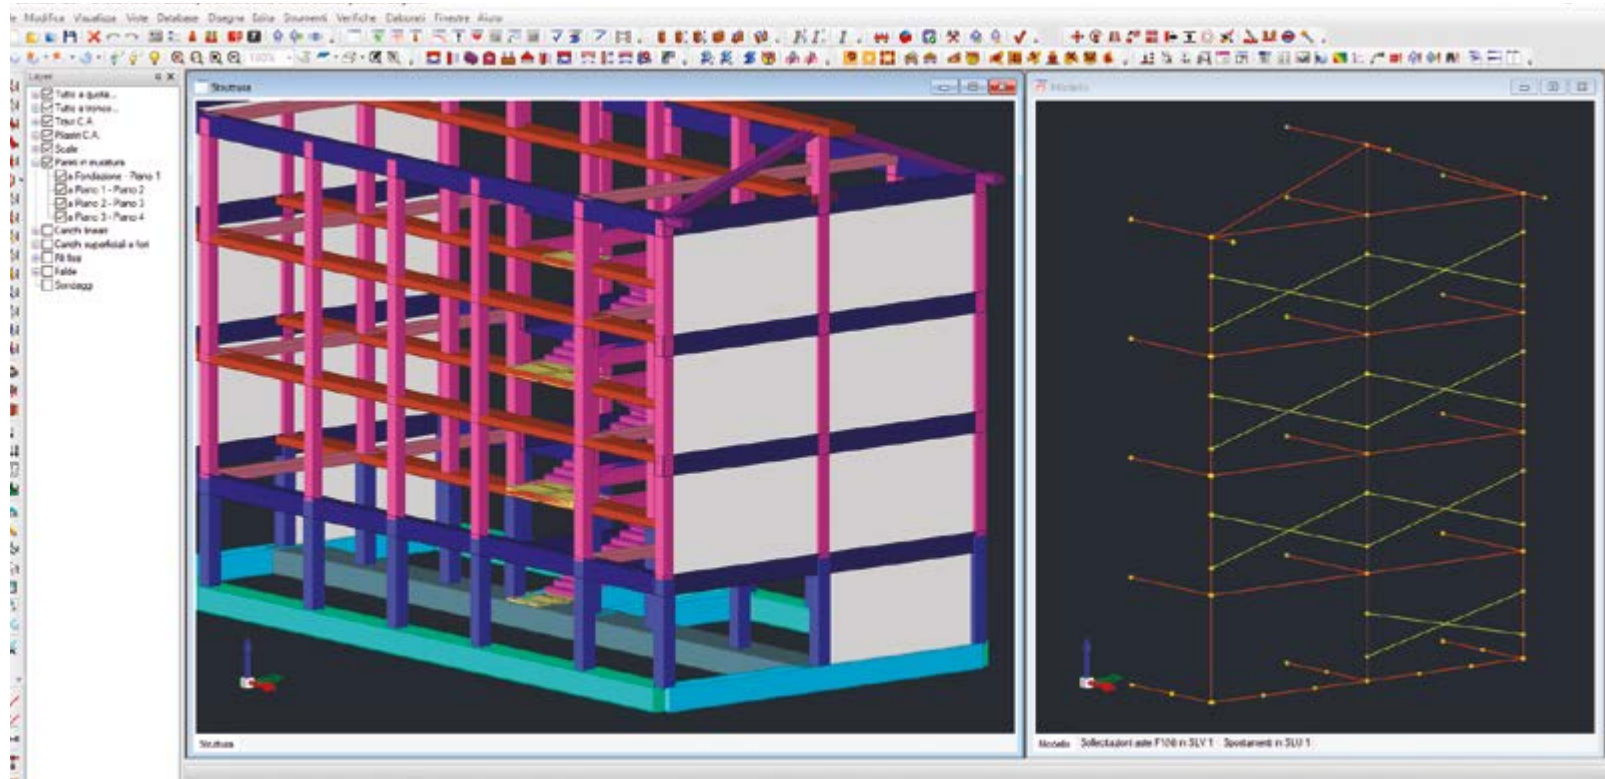 Modifica Visualizza Viste Database Disegna Edita Strumenti Verifiche Elaborati Finestre Aiuto
100%
Layer
Tutto a quota...
Tutto a tronco...
Travi C.A.
Pilastri C.A.
Scale
Pareti in muratura
a Fondazione - Piano 1
a Piano 1 - Piano 2
a Piano 2 - Piano 3
a Piano 3 - Piano 4
Carichi lineari
Carichi superficiali e fori
Fili fissi
Falde
Sondaggi
Struttura
Modello
Struttura
Modello Sollecitazioni aste in SLV 1 Spostamenti in SLU 1